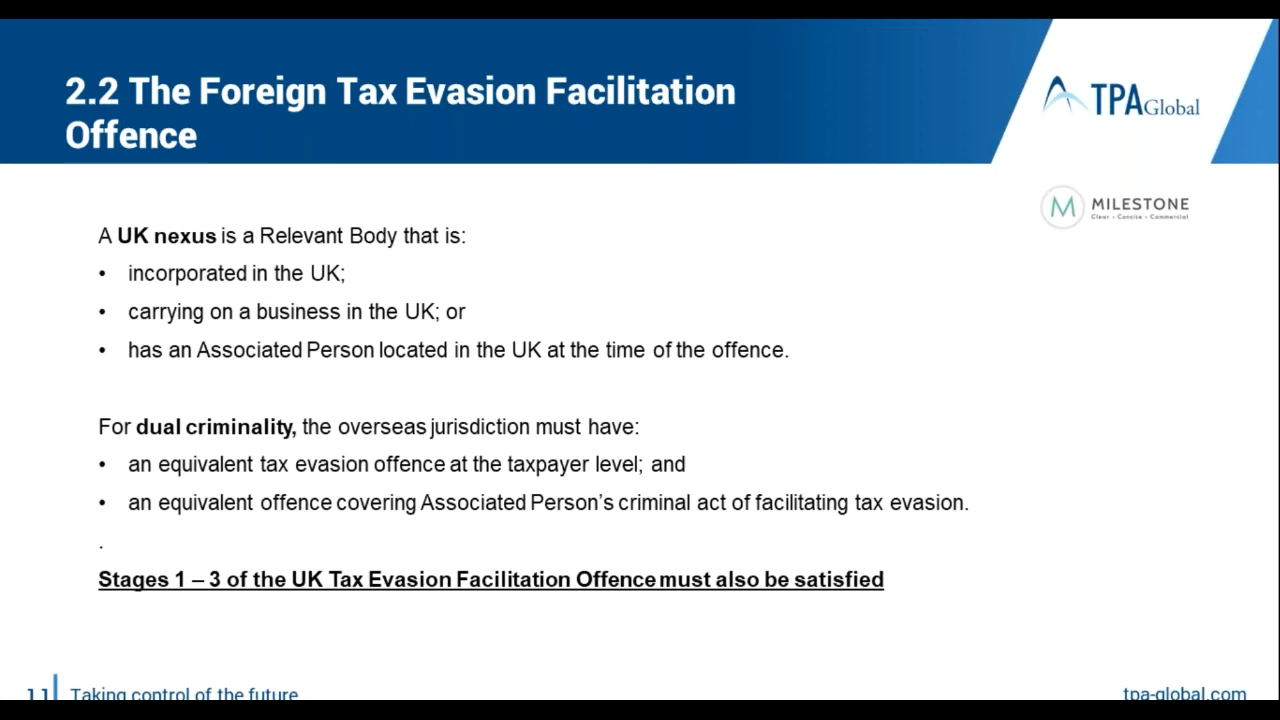 2.2 The Foreign Tax Evasion Facilitation
Offence
TPA Global
M MILESTONE
Clear • Concise • Commercial
A UK nexus is a Relevant Body that is:
• incorporated in the UK;
• carrying on a business in the UK; or
• has an Associated Person located in the UK at the time of the offence.
For dual criminality, the overseas jurisdiction must have:
• an equivalent tax evasion offence at the taxpayer level; and
• an equivalent offence covering Associated Person's criminal act of facilitating tax evasion.
.
Stages 1 – 3 of the UK Tax Evasion Facilitation Offence must also be satisfied
11 Taking control of the future
tpa-global.com